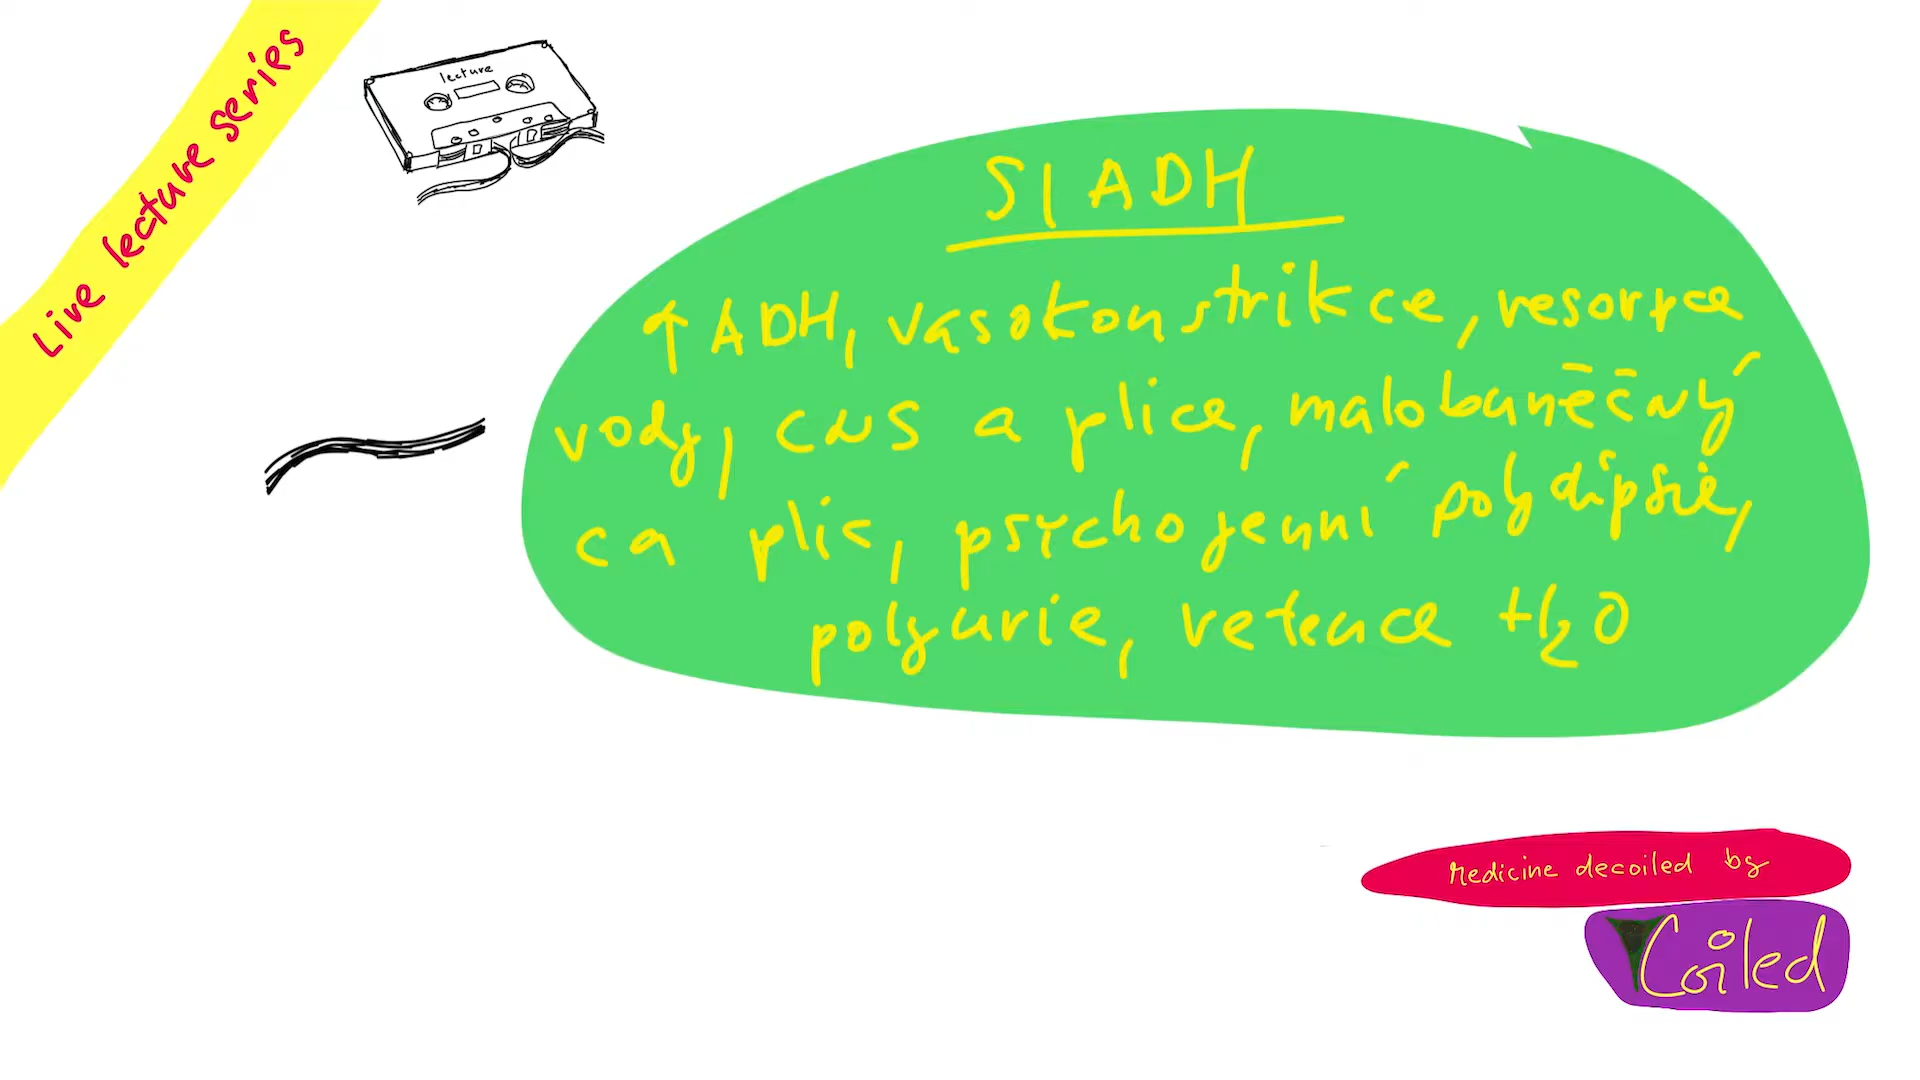 Live lecture series
lecture
SIADH
↑ ADH, vasokonstrikce, resorpce
vody, CNS a plice, malobuněčný
ca plic, psychogenní polydipsie,
polyurie, retence H2O
Medicine decoiled by
Coiled